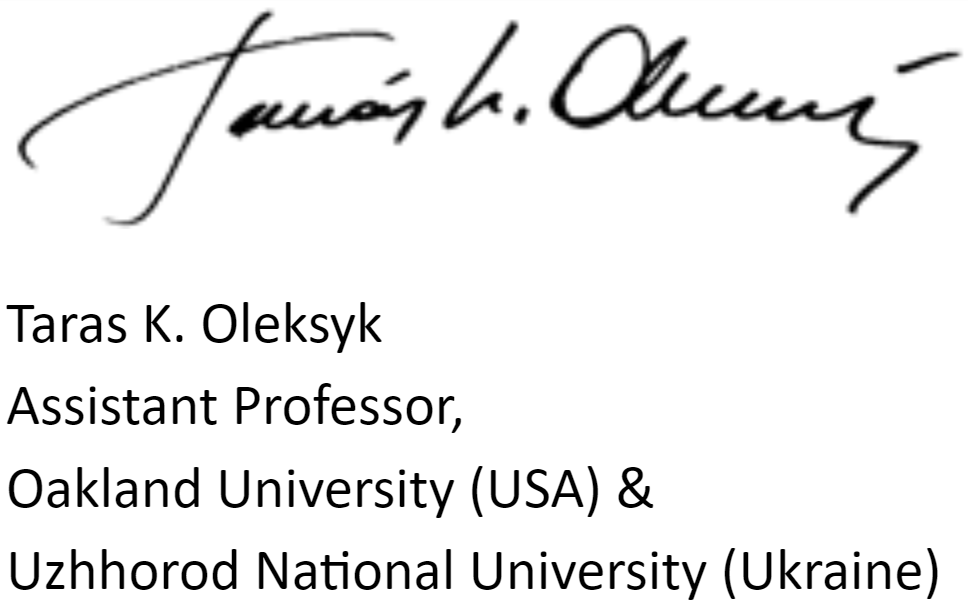 Taras K. Oleksyk
Taras K. Oleksyk
Assistant Professor,
Oakland University (USA) &
Uzhhorod National University (Ukraine)